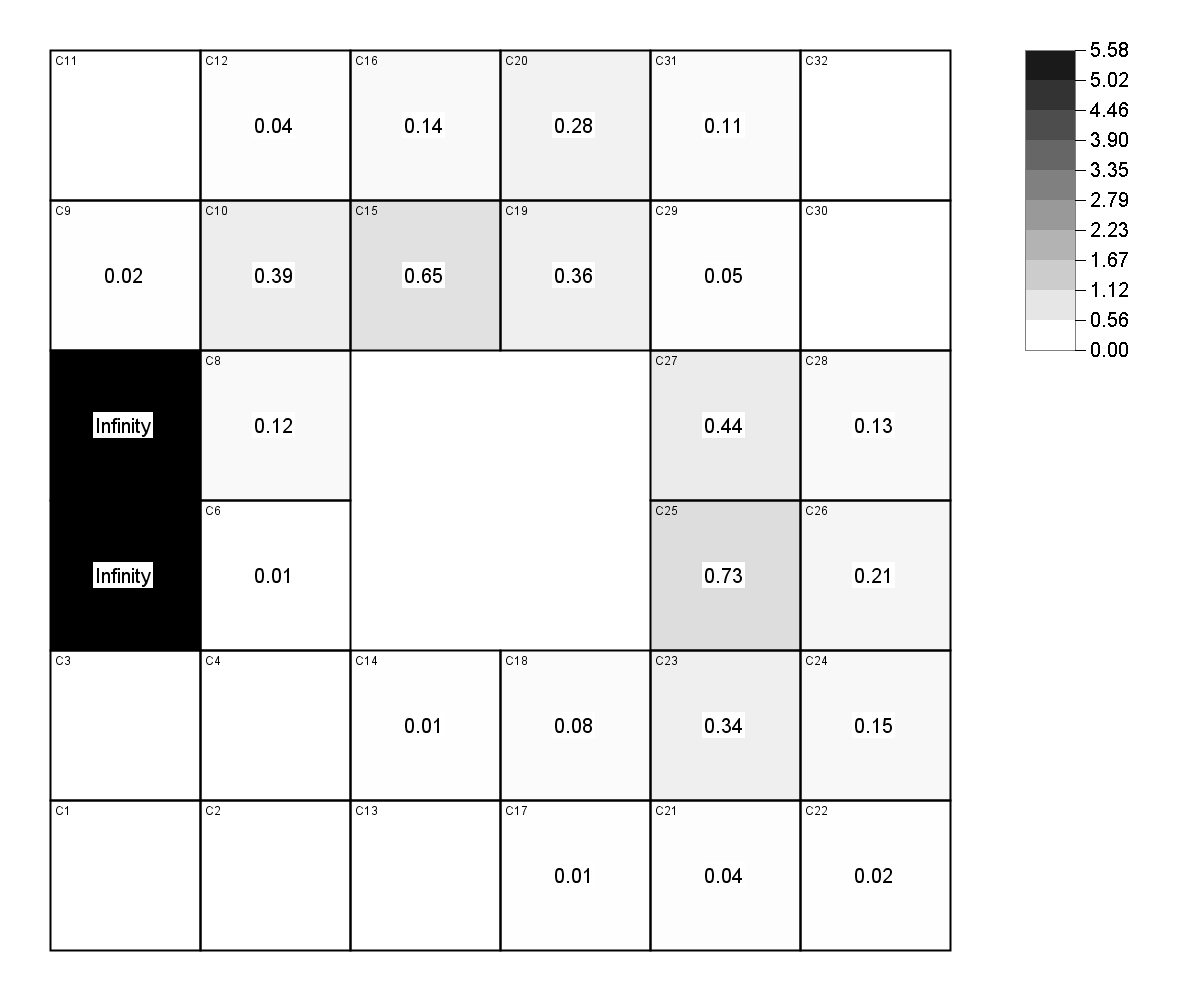 C11 C12 C16 C20 C31 C32
0.04 0.14 0.28 0.11
C9 C10 C15 C19 C29 C30
0.02 0.39 0.65 0.36 0.05
C8 C27 C28
Infinity 0.12 0.44 0.13
C6 C25 C26
Infinity 0.01 0.73 0.21
C3 C4 C14 C18 C23 C24
0.01 0.08 0.34 0.15
C1 C2 C13 C17 C21 C22
0.01 0.04 0.02
5.58
5.02
4.46
3.90
3.35
2.79
2.23
1.67
1.12
0.56
0.00